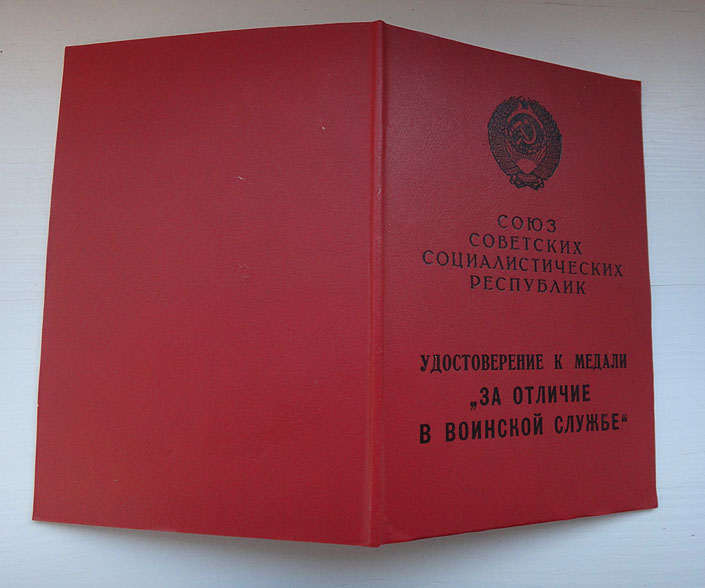 СОЮЗ
СОВЕТСКИХ
СОЦИАЛИСТИЧЕСКИХ
РЕСПУБЛИК
УДОСТОВЕРЕНИЕ К МЕДАЛИ
„ЗА ОТЛИЧИЕ
В ВОИНСКОЙ СЛУЖБЕ“